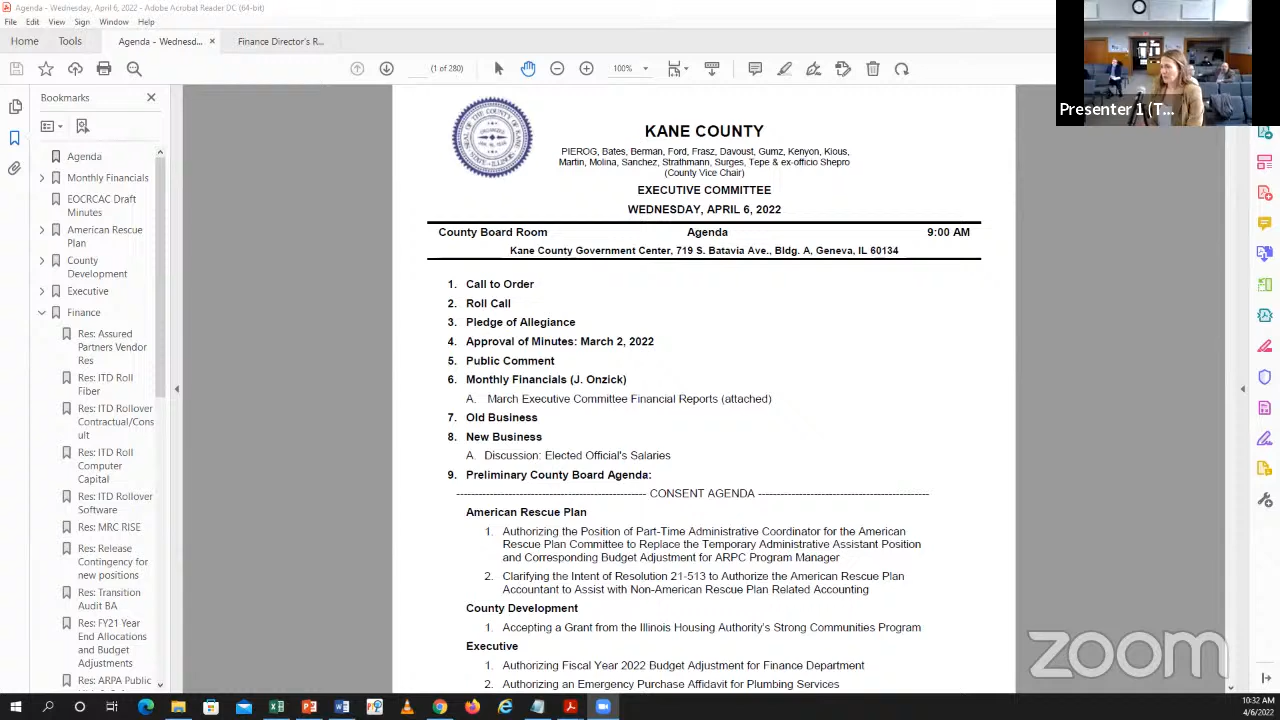 Agenda - Wednesday, April 6, 2022 - Adobe Acrobat Reader DC (64-bit)
File Edit View Sign Window Help
Home Tools Agenda - Wednesd... × Finance Director's R...
(1 of 280) 100%
Bookmarks
Agenda
Monthly Financials
EOCRCAC Draft
Minutes
American Rescue
Plan
County
Development
Executive
Finance
Res: Assured
Partners Vendor
Res
Res: ITD Roll
Fiber
Res: ITD Rollover
Contractual/Cons
ult
Res: ITD Roll
Computer
Capital
Res: ITD Rollover
Software
Res: MRC RISE
Res: Release
Contingency for
new positions
Res: Transition
Audit BA
Res: FY21 Year
End Allocations
and Budget
Adjustments
Res: ARPA Public
KANE COUNTY
PIEROG, Bates, Berman, Ford, Frasz, Davoust, Gumz, Kenyon, Kious,
Martin, Molina, Sanchez, Strathmann, Surges, Tepe & ex-officio Shepro
(County Vice Chair)
EXECUTIVE COMMITTEE
WEDNESDAY, APRIL 6, 2022
County Board Room Agenda 9:00 AM
Kane County Government Center, 719 S. Batavia Ave., Bldg. A, Geneva, IL 60134
1. Call to Order
2. Roll Call
3. Pledge of Allegiance
4. Approval of Minutes: March 2, 2022
5. Public Comment
6. Monthly Financials (J. Onzick)
A. March Executive Committee Financial Reports (attached)
7. Old Business
8. New Business
A. Discussion: Elected Official's Salaries
9. Preliminary County Board Agenda:
CONSENT AGENDA
American Rescue Plan
1. Authorizing the Position of Part-Time Administrative Coordinator for the American
Rescue Plan Committee to Replace the Temporary Administrative Assistant Position
and Corresponding Budget Adjustment for ARPC Program Manager
2. Clarifying the Intent of Resolution 21-513 to Authorize the American Rescue Plan
Accountant to Assist with Non-American Rescue Plan Related Accounting
County Development
1. Accepting a Grant from the Illinois Housing Authority's Strong Communities Program
Executive
1. Authorizing Fiscal Year 2022 Budget Adjustment for Finance Department
2. Authorizing an Emergency Purchase Affidavit for Plumbing Services
Presenter 1 (T...
zoom
10:32 AM
4/6/2022